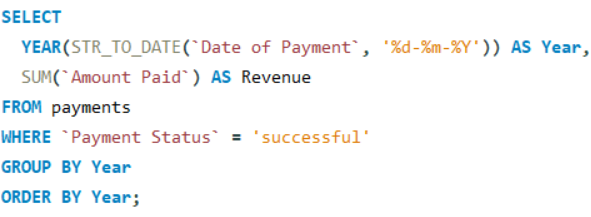 SELECT
YEAR(STR_TO_DATE(`Date of Payment`, '%d-%m-%Y')) AS Year,
SUM(`Amount Paid`) AS Revenue
FROM payments
WHERE `Payment Status` = 'successful'
GROUP BY Year
ORDER BY Year;